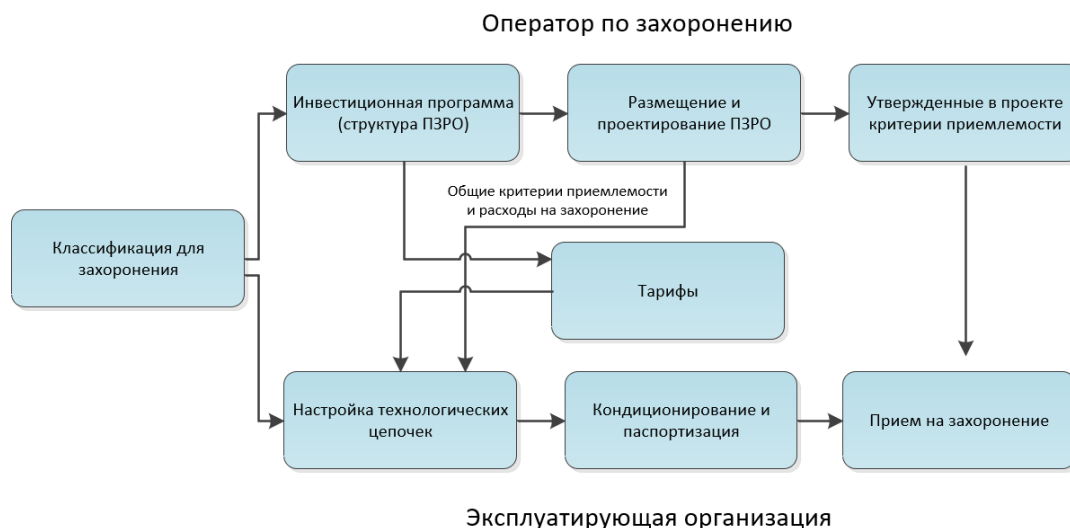 Оператор по захоронению
Инвестиционная программа
(структура ПЗРО)
Размещение и
проектирование ПЗРО
Утвержденные в проекте
критерии приемлемости
Общие критерии приемлемости
и расходы на захоронение
Классификация для
захоронения
Тарифы
Настройка технологических
цепочек
Кондиционирование и
паспортизация
Прием на захоронение
Эксплуатирующая организация